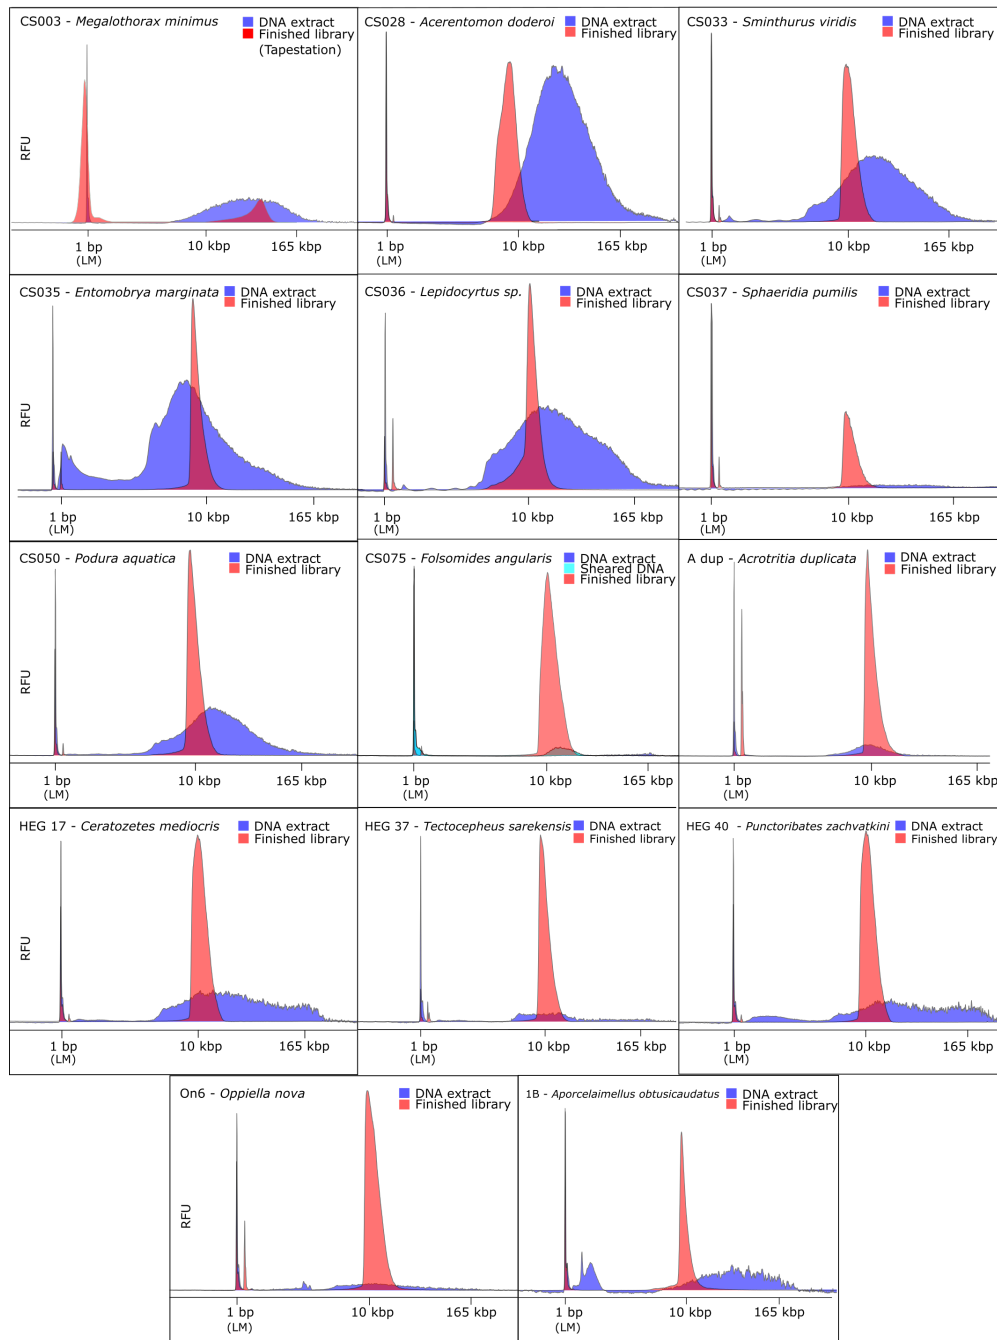 CS003 - Megalothorax minimus
DNA extract
Finished library
(Tapestation)
RFU
1 bp
(LM)
10 kbp
165 kbp
CS028 - Acerentomon doderoi
DNA extract
Finished library
1 bp
(LM)
10 kbp
165 kbp
CS033 - Sminthurus viridis
DNA extract
Finished library
1 bp
(LM)
10 kbp
165 kbp
CS035 - Entomobrya marginata
DNA extract
Finished library
RFU
1 bp
(LM)
10 kbp
165 kbp
CS036 - Lepidocyrtus sp.
DNA extract
Finished library
1 bp
(LM)
10 kbp
165 kbp
CS037 - Sphaeridia pumilis
DNA extract
Finished library
1 bp
(LM)
10 kbp
165 kbp
CS050 - Podura aquatica
DNA extract
Finished library
RFU
1 bp
(LM)
10 kbp
165 kbp
CS075 - Folsomides angularis
DNA extract
Sheared DNA
Finished library
1 bp
(LM)
10 kbp
165 kbp
A dup - Acrotritia duplicata
DNA extract
Finished library
1 bp
(LM)
10 kbp
165 kbp
HEG 17 - Ceratozetes mediocris
DNA extract
Finished library
RFU
1 bp
(LM)
10 kbp
165 kbp
HEG 37 - Tectocepheus sarekensis
DNA extract
Finished library
1 bp
(LM)
10 kbp
165 kbp
HEG 40 - Punctoribates zachvatkini
DNA extract
Finished library
1 bp
(LM)
10 kbp
165 kbp
On6 - Oppiella nova
DNA extract
Finished library
RFU
1 bp
(LM)
10 kbp
165 kbp
1B - Aporcelaimellus obtusicaudatus
DNA extract
Finished library
1 bp
(LM)
10 kbp
165 kbp